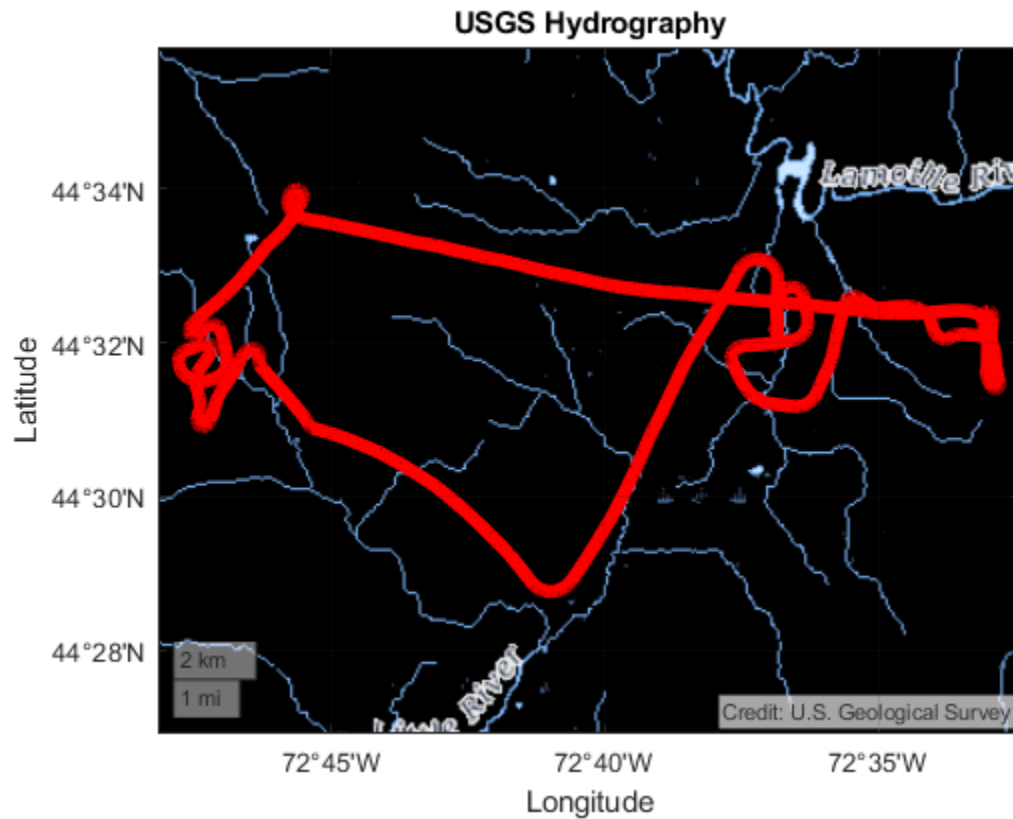 USGS Hydrography
Lamoille Riv
44°34'N
44°32'N
44°30'N
44°28'N
Latitude
2 km
1 mi
River
Credit: U.S. Geological Survey
72°45'W
72°40'W
72°35'W
Longitude